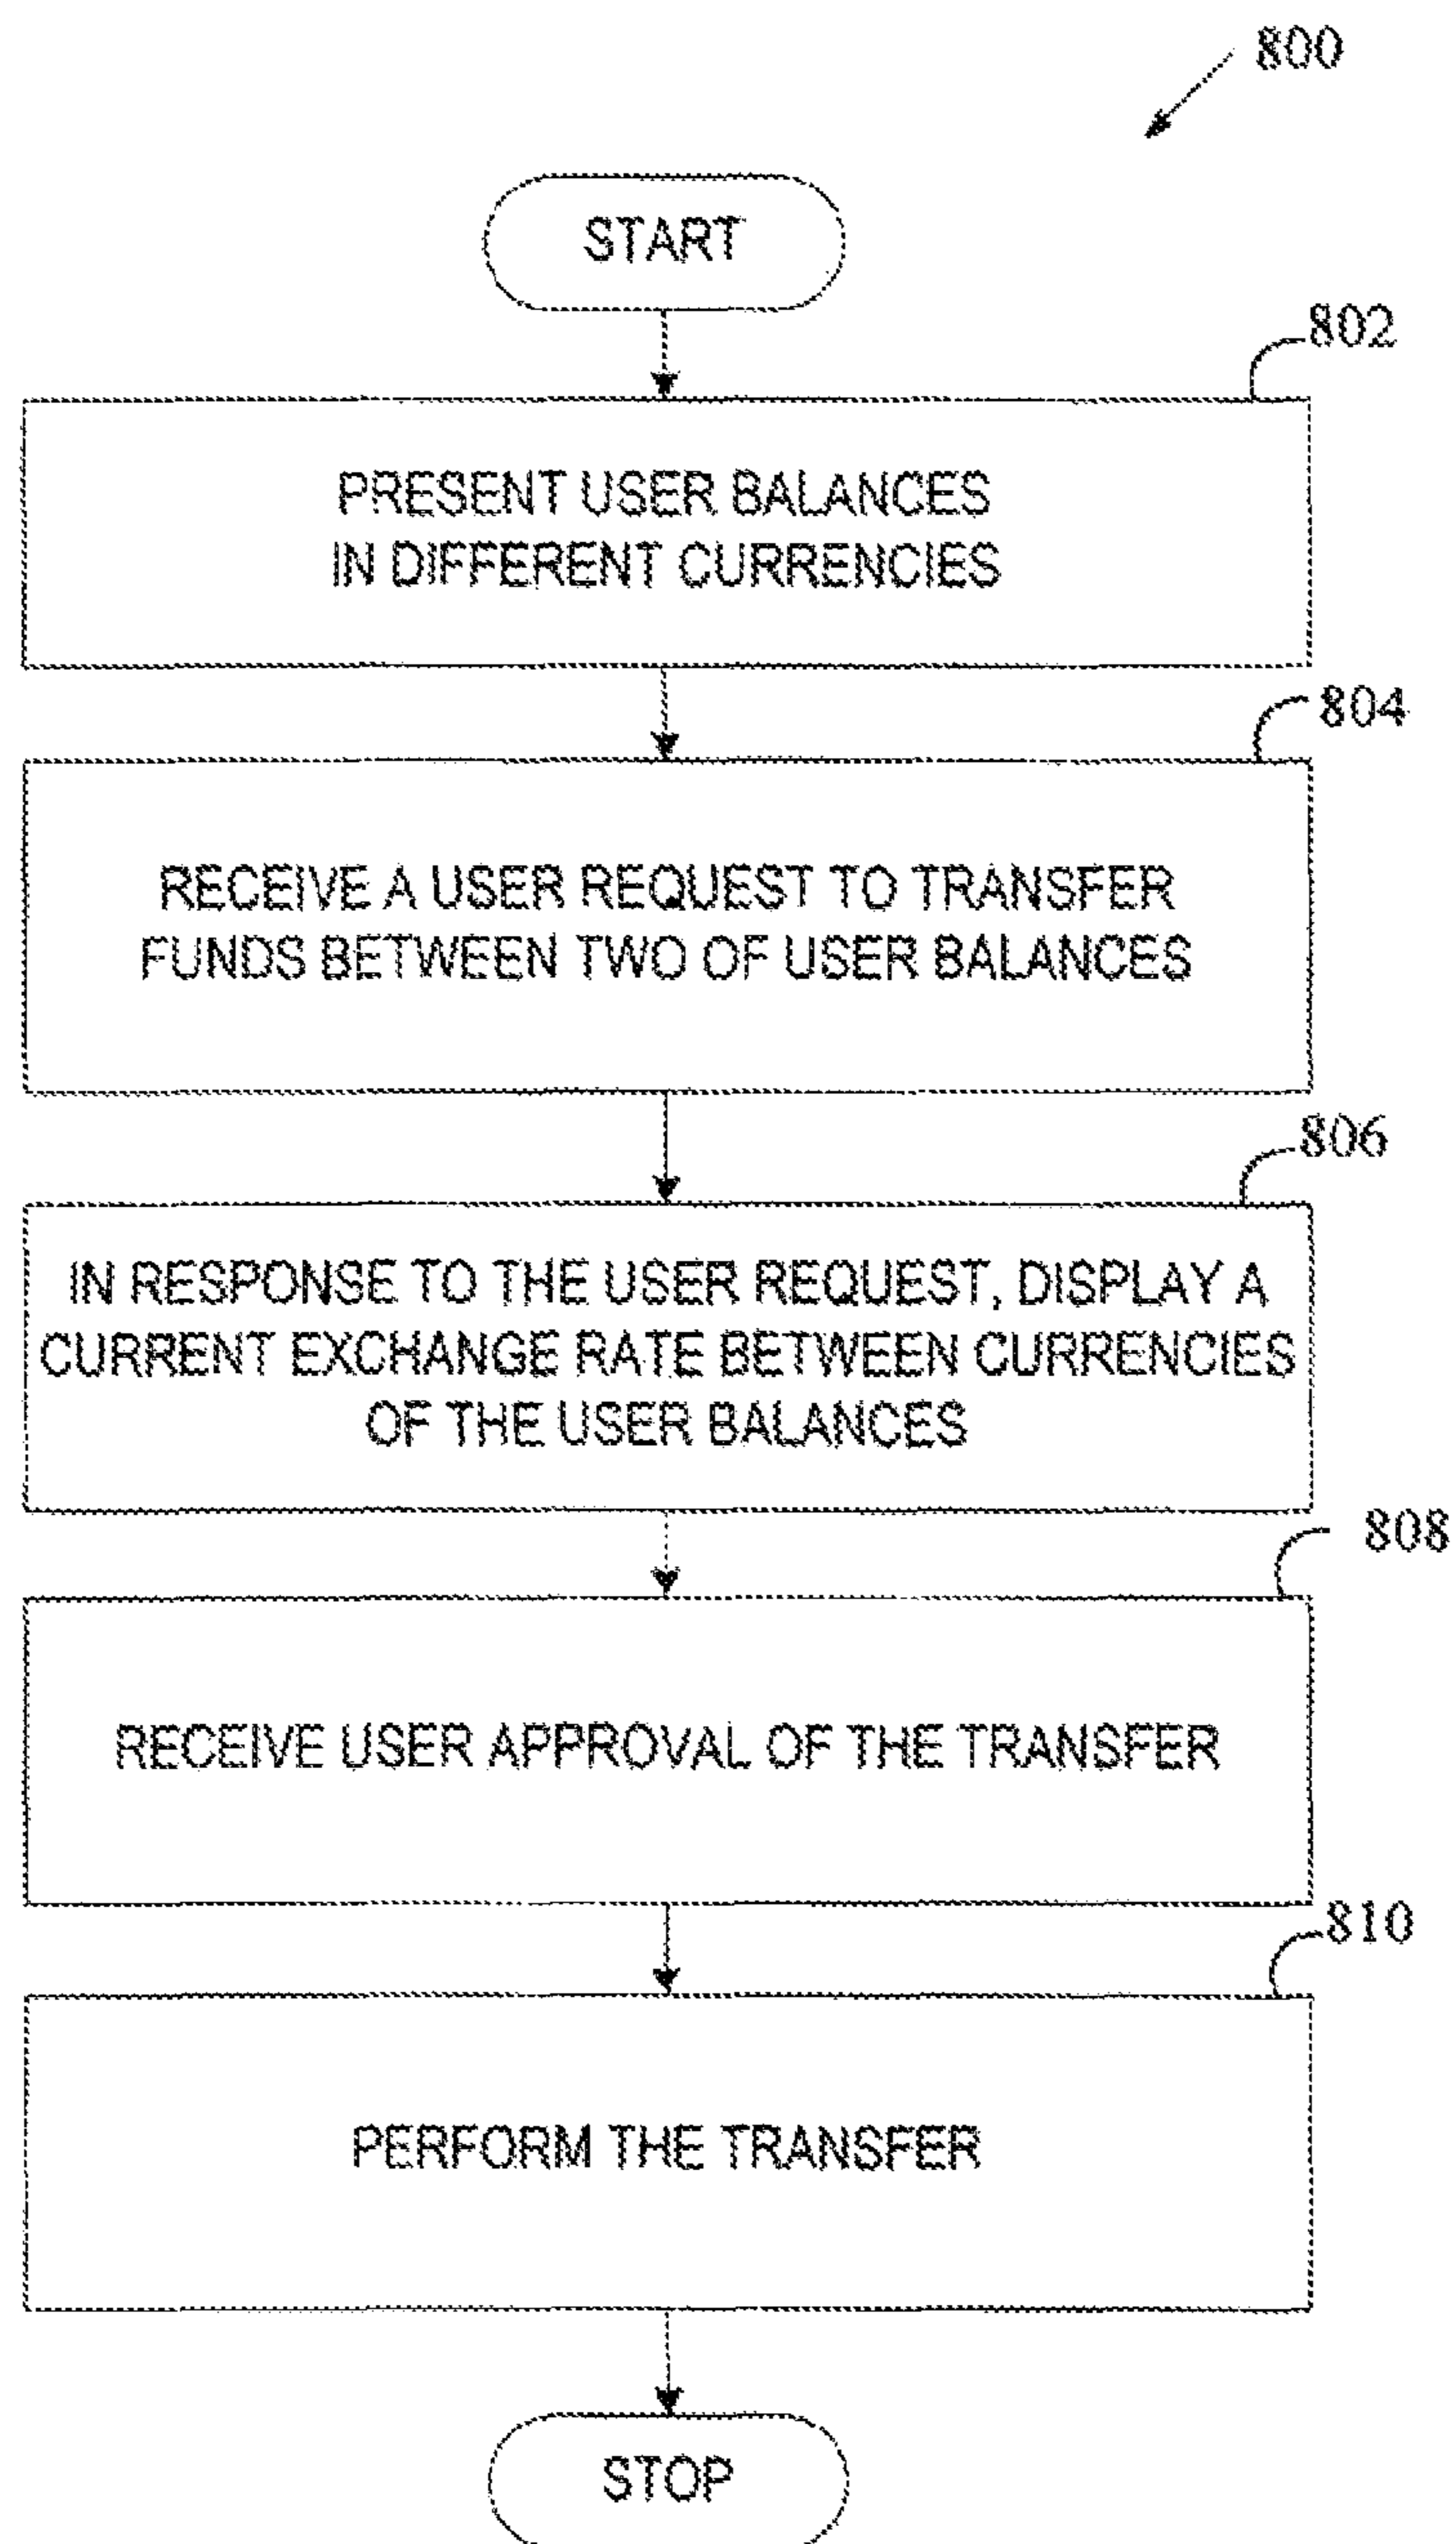 800
START
802
PRESENT USER BALANCES
IN DIFFERENT CURRENCIES
804
RECEIVE A USER REQUEST TO TRANSFER
FUNDS BETWEEN TWO OF USER BALANCES
806
IN RESPONSE TO THE USER REQUEST, DISPLAY A
CURRENT EXCHANGE RATE BETWEEN CURRENCIES
OF THE USER BALANCES
808
RECEIVE USER APPROVAL OF THE TRANSFER
810
PERFORM THE TRANSFER
STOP